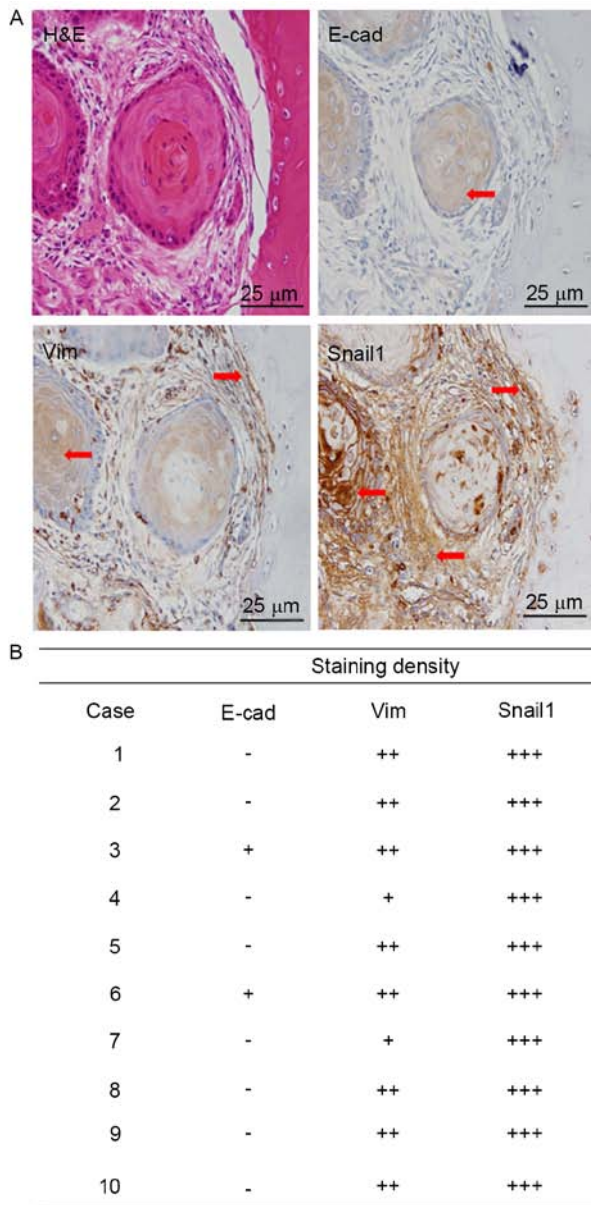 A
H&E
E-cad
25 μm
25 μm
Vim
Snail1
25 μm
25 μm
B
Staining density
Case E-cad Vim Snail1
1 - ++ +++
2 - ++ +++
3 + ++ +++
4 - + +++
5 - ++ +++
6 + ++ +++
7 - + +++
8 - ++ +++
9 - ++ +++
10 - ++ +++